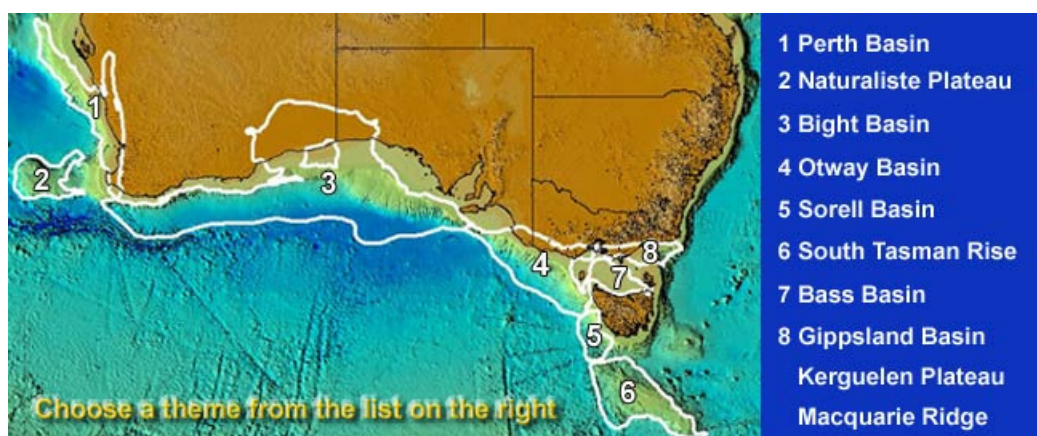 1
2
3
4
5
6
7
8
Choose a theme from the list on the right
1 Perth Basin
2 Naturaliste Plateau
3 Bight Basin
4 Otway Basin
5 Sorell Basin
6 South Tasman Rise
7 Bass Basin
8 Gippsland Basin
Kerguelen Plateau
Macquarie Ridge